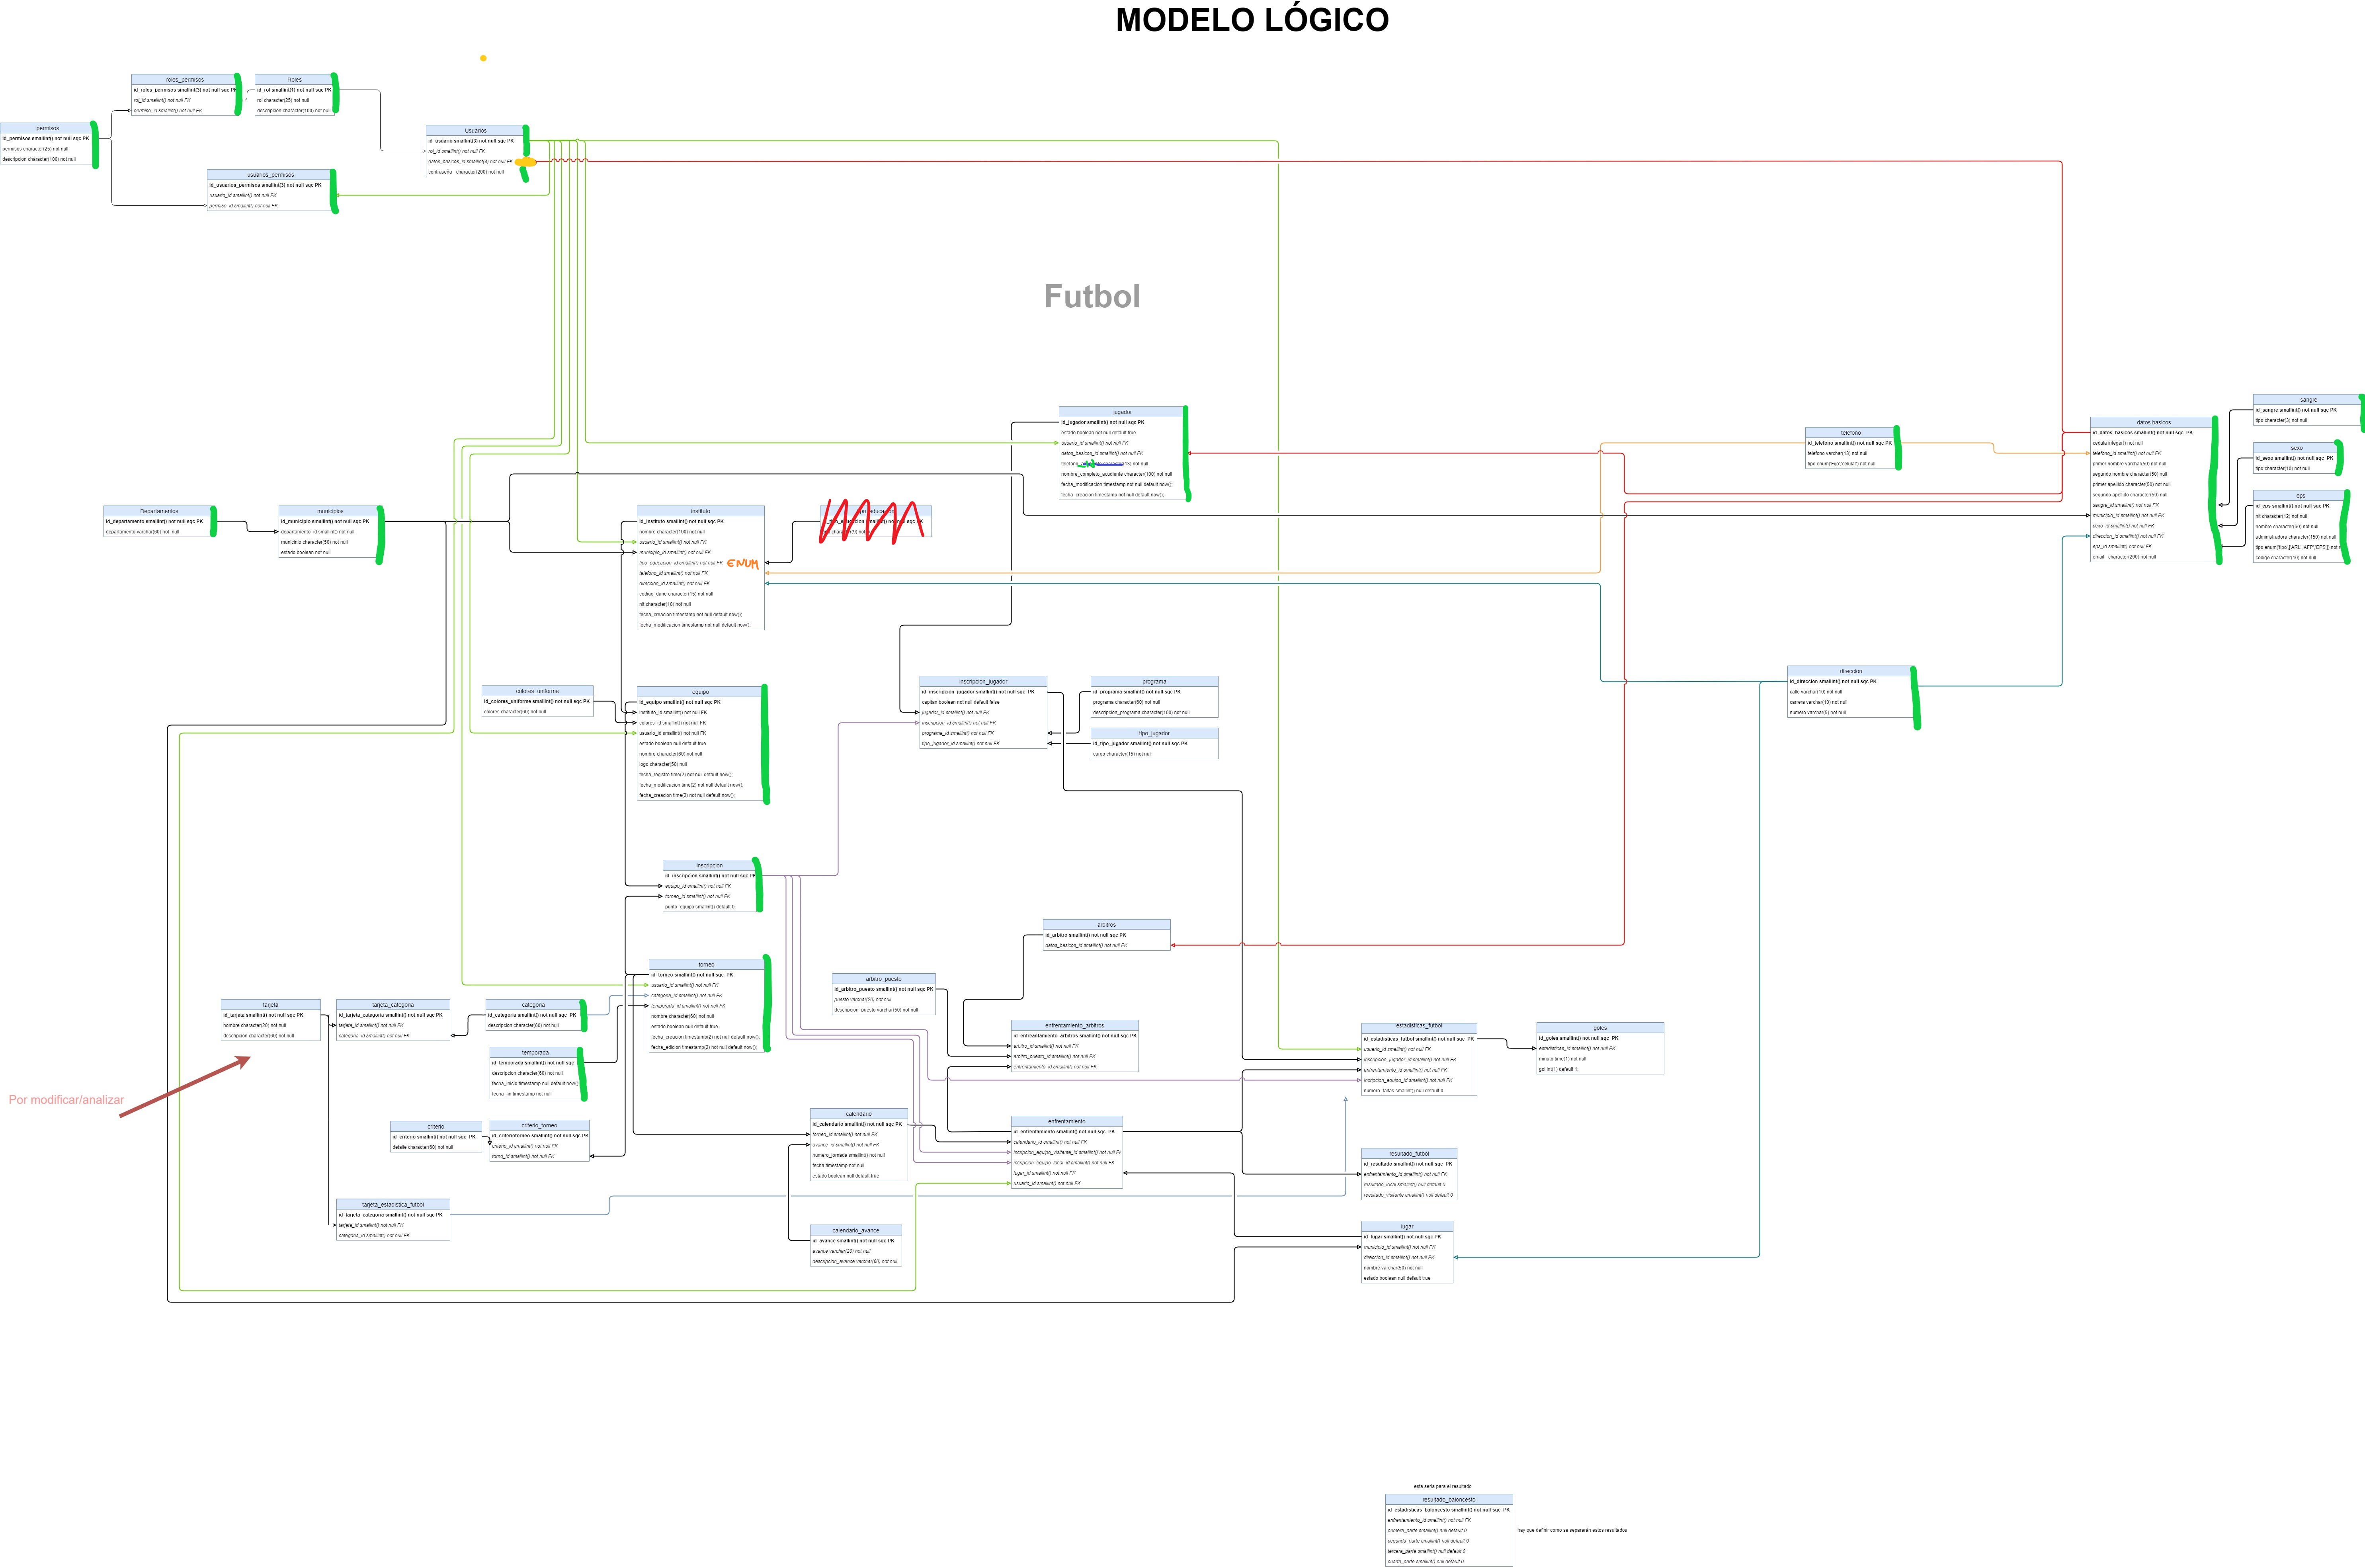 MODELO LÓGICO
roles_permisos
id_roles_permisos smallint(3) not null sqc PK
rol_id smallint() not null FK
permiso_id smallint() not null FK
Roles
id_rol smallint(1) not null sqc PK
rol character(25) not null
descripcion character(100) not null
permisos
id_permisos smallint() not null sqc PK
permisos character(25) not null
descripcion character(100) not null
Usuarios
id_usuario smallint(3) not null sqc PK
rol_id smallint() not null FK
datos_basicos_id smallint(4) not null FK
contraseña character(200) not null
usuarios_permisos
id_usuarios_permisos smallint(3) not null sqc PK
usuario_id smallint() not null FK
permiso_id smallint() not null FK
Futbol
jugador
id_jugador smallint() not null sqc PK
estado boolean not null default true
usuario_id smallint() not null FK
datos_basicos_id smallint() not null FK
not null
nombre_completo_acudiente character(100) not null
fecha_modificacion timestamp not null default now();
fecha_creacion timestamp not null default now();
telefono
id_telefono smallint() not null sqc PK
telefono varchar(13) not null
tipo enum('Fijo','celular') not null
datos basicos
id_datos_basicos smallint() not null sqc PK
cedula integer() not null
telefono_id smallint() not null FK
primer nombre varchar(50) not null
segundo nombre character(50) null
primer apellido character(50) not null
segundo apellido character(50) null
sangre_id smallint() not null FK
municipio_id smallint() not null FK
sexo_id smallint() not null FK
direccion_id smallint() not null FK
eps_id smallint() not null FK
email character(200) not null
sangre
id_sangre smallint() not null sqc PK
tipo character(3) not null
sexo
id_sexo smallint() not null sqc PK
tipo character(10) not null
eps
id_eps smallint() not null sqc PK
nit character(12) not null
nombre character(60) not null
administradora character(150) not null
tipo enum('tipo',['ARL','AFP','EPS'])
codigo character(10) not null
Departamentos
id_departamento smallint() not null sqc PK
departamento varchar(60) not null
municipios
id_municipio smallint() not null sqc PK
departamento_id smallint() not null
municinio character(50) not null
estado boolean not null
instituto
id_instituto smallint() not null sqc PK
nombre character(100) not null
usuario_id smallint() not null FK
municipio_id smallint() not null FK
tipo_educacion_id smallint() not null FK
ENUM
telefono_id smallint() not null FK
direccion_id smallint() not null FK
codigo_dane character(15) not null
nit character(10) not null
fecha_creacion timestamp not null default now();
fecha_modificacion timestamp not null default now();
direccion
id_direccion smallint() not null sqc PK
calle varchar(10) not null
carrera varchar(10) not null
numero varchar(5) not null
colores_uniforme
id_colores_uniforme smallint() not null sqc PK
colores character(60) not null
equipo
id_equipo smallint() not null sqc PK
instituto_id smallint() not null FK
colores_id smallint() not null FK
usuario_id smallint() not null FK
estado boolean null default true
nombre character(60) not null
logo character(50) null
fecha_registro time(2) not null default now();
fecha_modificacion time(2) not null default now();
fecha_creacion time(2) not null default now();
inscripcion_jugador
id_inscripcion_jugador smallint() not null sqc PK
capitan boolean not null default false
jugador_id smallint() not null FK
inscripcion_id smallint() not null FK
programa_id smallint() not null FK
tipo_jugador_id smallint() not null FK
programa
id_programa smallint() not null sqc PK
programa character(60) not null
descripcion_programa character(100) not null
tipo_jugador
id_tipo_jugador smallint() not null sqc PK
cargo character(15) not null
inscripcion
id_inscripcion smallint() not null sqc PK
equipo_id smallint() not null FK
torneo_id smallint() not null FK
punto_equipo smallint() default 0
arbitros
id_arbitro smallint() not null sqc PK
datos_basicos_id smallint() not null FK
torneo
id_torneo smallint() not null sqc PK
usuario_id smallint() not null FK
categoria_id smallint() not null FK
temporada_id smallint() not null FK
nombre character(60) not null
estado boolean null default true
fecha_creacion timestamp(2) not null default now();
fecha_edicion timestamp(2) not null default now();
arbitro_puesto
id_arbitro_puesto smallint() not null sqc PK
puesto varchar(20) not null
descripcion_puesto varchar(50) not null
tarjeta
id_tarjeta smallint() not null sqc PK
nombre character(20) not null
descripcion character(60) not null
tarjeta_categoria
id_tarjeta_categoria smallint() not null sqc PK
tarjeta_id smallint() not null FK
categoria_id smallint() not null FK
categoria
id_categoria smallint() not null sqc PK
descripcion character(60) not null
temporada
id_temporada smallint() not null sqc
descripcion character(60) not null
fecha_inicio timestamp null default now();
fecha_fin timestamp not null
enfrentamiento_arbitros
id_enfrentamiento_arbitros smallint() not null sqc PK
arbitro_id smallint() not null FK
arbitro_puesto_id smallint() not null FK
enfrentamiento_id smallint() not null FK
estadisticas_futbol
id_estadisticas_futbol smallint() not null sqc PK
usuario_id smallint() not null FK
inscripcion_jugador_id smallint() not null FK
enfrentamiento_id smallint() not null FK
incripcion_equipo_id smallint() not null FK
numero_faltas smallint() null default 0
goles
id_goles smallint() not null sqc PK
estadisticas_id smallint() not null FK
minuto time(1) not null
gol int(1) default 1;
Por modificar/analizar
criterio
id_criterio smallint() not null sqc PK
detalle character(60) not null
criterio_torneo
id_criteriotorneo smallint() not null sqc PK
criterio_id smallint() not null FK
torno_id smallint() not null FK
calendario
id_calendario smallint() not null sqc PK
torneo_id smallint() not null FK
avance_id smallint() not null FK
numero_jornada smallint() not null
fecha timestamp not null
estado boolean null default true
enfrentamiento
id_enfrentamiento smallint() not null sqc PK
calendario_id smallint() not null FK
incripcion_equipo_visitante_id smallint() not null FK
incripcion_equipo_local_id smallint() not null FK
lugar_id smallint() not null FK
usuario_id smallint() not null FK
resultado_futbol
id_resultado smallint() not null sqc PK
enfrentamiento_id smallint() not null FK
resultado_local smallint() null default 0
resultado_visitante smallint() null default 0
tarjeta_estadistica_futbol
id_tarjeta_categoria smallint() not null sqc PK
tarjeta_id smallint() not null FK
categoria_id smallint() not null FK
calendario_avance
id_avance smallint() not null sqc PK
avance varchar(20) not null
descripcion_avance varchar(60) not null
lugar
id_lugar smallint() not null sqc PK
municipio_id smallint() not null FK
direccion_id smallint() not null FK
nombre varchar(50) not null
estado boolean null default true
esta seria para el resultado
resultado_baloncesto
id_estadisticas_baloncesto smallint() not null sqc PK
enfrentamiento_id smallint() not null FK
primera_parte smallint() null default 0
segunda_parte smallint() null default 0
tercera_parte smallint() null default 0
cuarta_parte smallint() null default 0
hay que definir como se separarán estos resultados